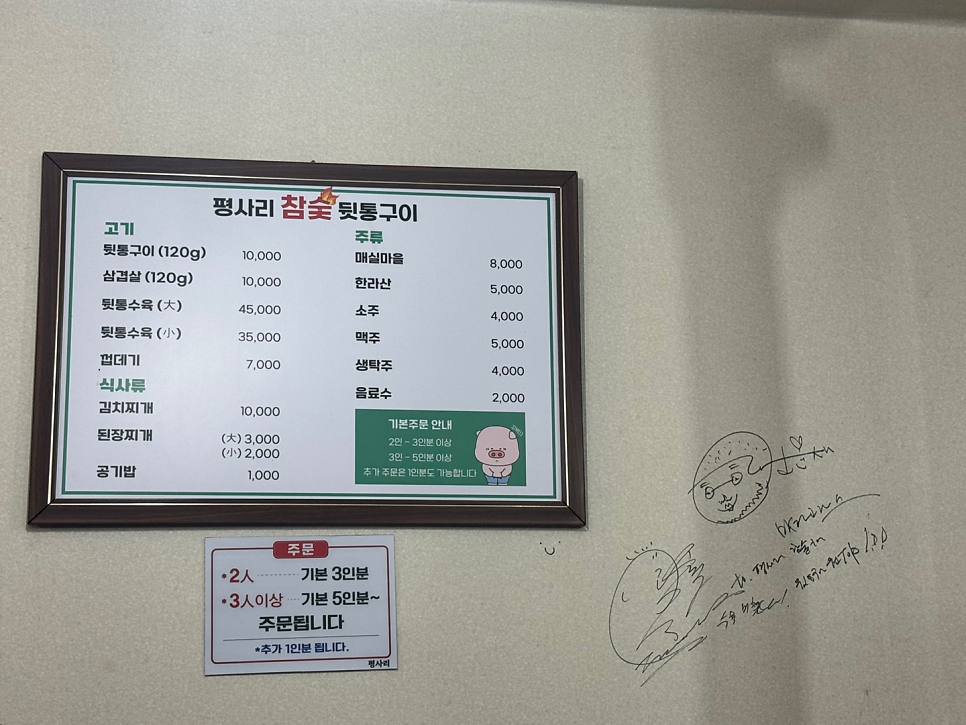 평사리 참숯 뒷통구이
고기
뒷통구이 (120g) 10,000
삼겹살 (120g) 10,000
뒷통수육 (大) 45,000
뒷통수육 (小) 35,000
껍데기 7,000
식사류
김치찌개 10,000
된장찌개 (大) 3,000
(小) 2,000
공기밥 1,000
주류
매실마을 8,000
한라산 5,000
소주 4,000
맥주 5,000
생탁주 4,000
음료수 2,000
기본주문 안내
2인 - 3인분 이상
3인 - 5인분 이상
추가 주문은 1인분도 가능합니다
주문
•2人 ········ 기본 3인분
•3人이상 ···· 기본 5인분~
주문됩니다
*추가 1인분 됩니다.
평사리